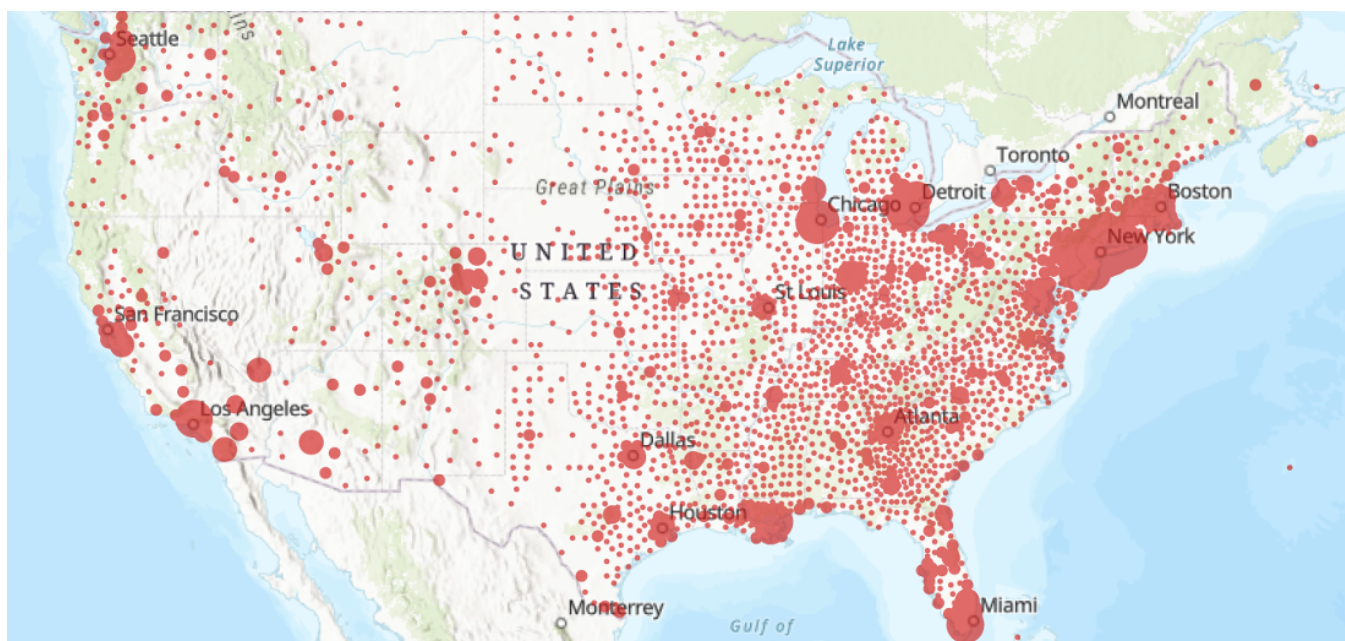 Seattle
ins
Lake
Superior
Montreal
Toronto
Great Plains
Chicago
Detroit
Boston
New York
UNITED
STATES
St Louis
San Francisco
Los Angeles
Atlanta
Dallas
Houston
Monterrey
Miami
Gulf of